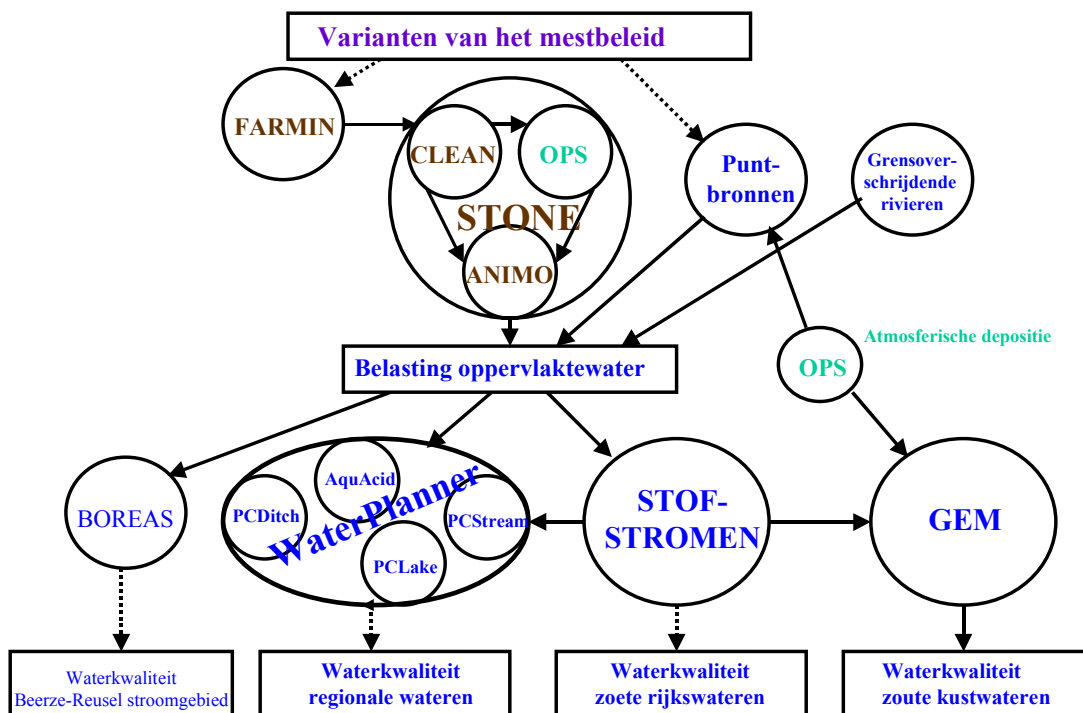 Varianten van het mestbeleid
FARMIN
CLEAN
OPS
STONE
ANIMO
Punt-
bronnen
Grensover-
schrijdende
rivieren
Belasting oppervlaktewater
Atmosferische depositie
OPS
BOREAS
PCDitch
AquAcid
WaterPlanner
PCStream
PCLake
STOF-
STROMEN
GEM
Waterkwaliteit
Beerze-Reusel stroomgebied
Waterkwaliteit
regionale wateren
Waterkwaliteit
zoete rijkswateren
Waterkwaliteit
zoute kustwateren